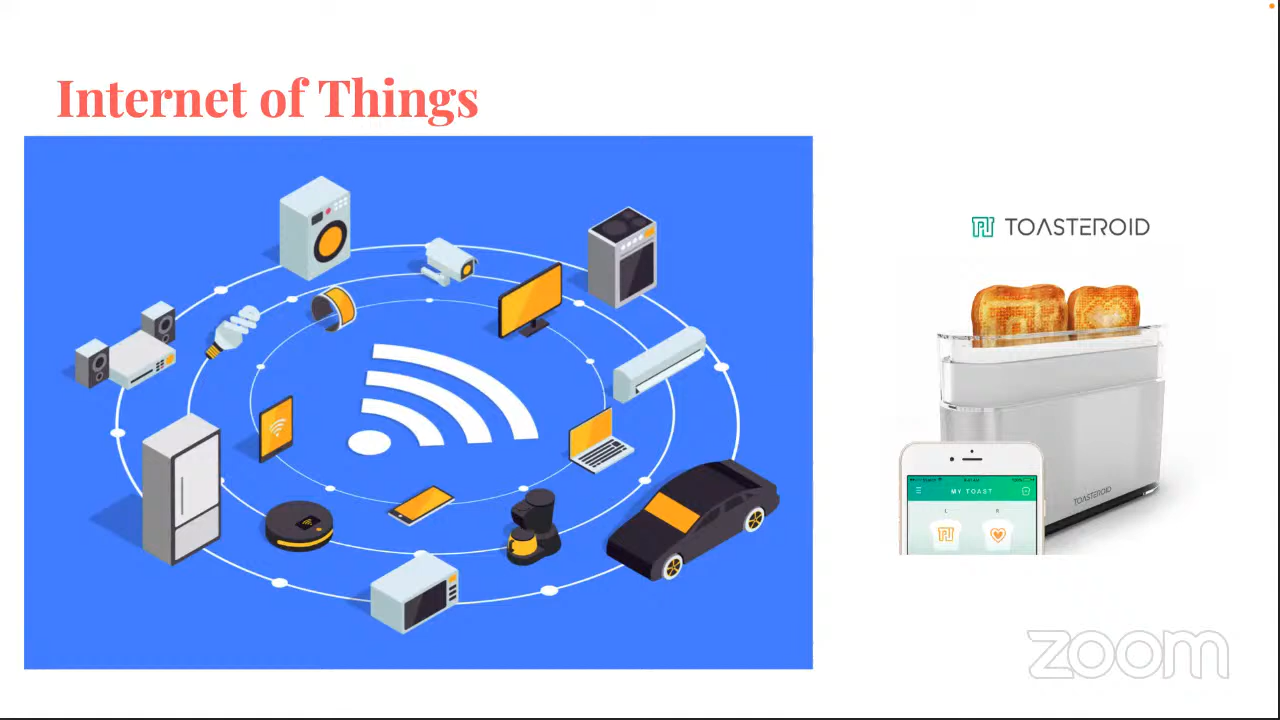 Internet of Things
TOASTEROID
TOASTEROID
MY TOAST
L
R
zoom